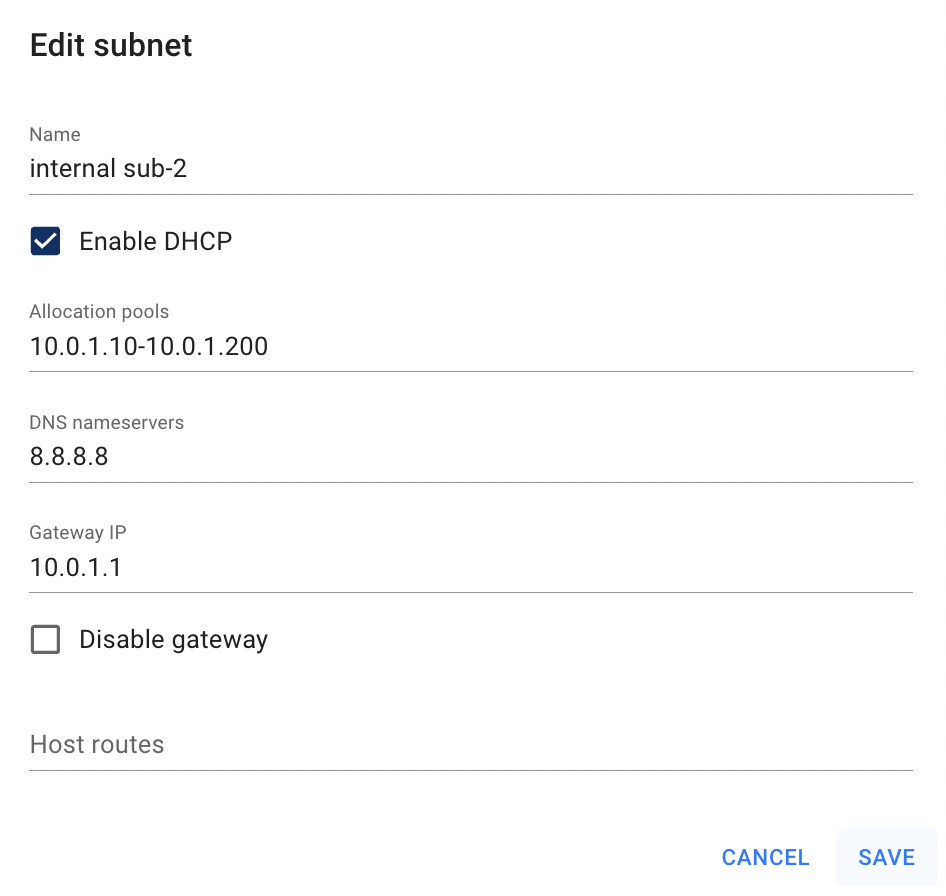 Edit subnet
Name
internal sub-2
Enable DHCP
Allocation pools
10.0.1.10-10.0.1.200
DNS nameservers
8.8.8.8
Gateway IP
10.0.1.1
Disable gateway
Host routes
CANCEL SAVE